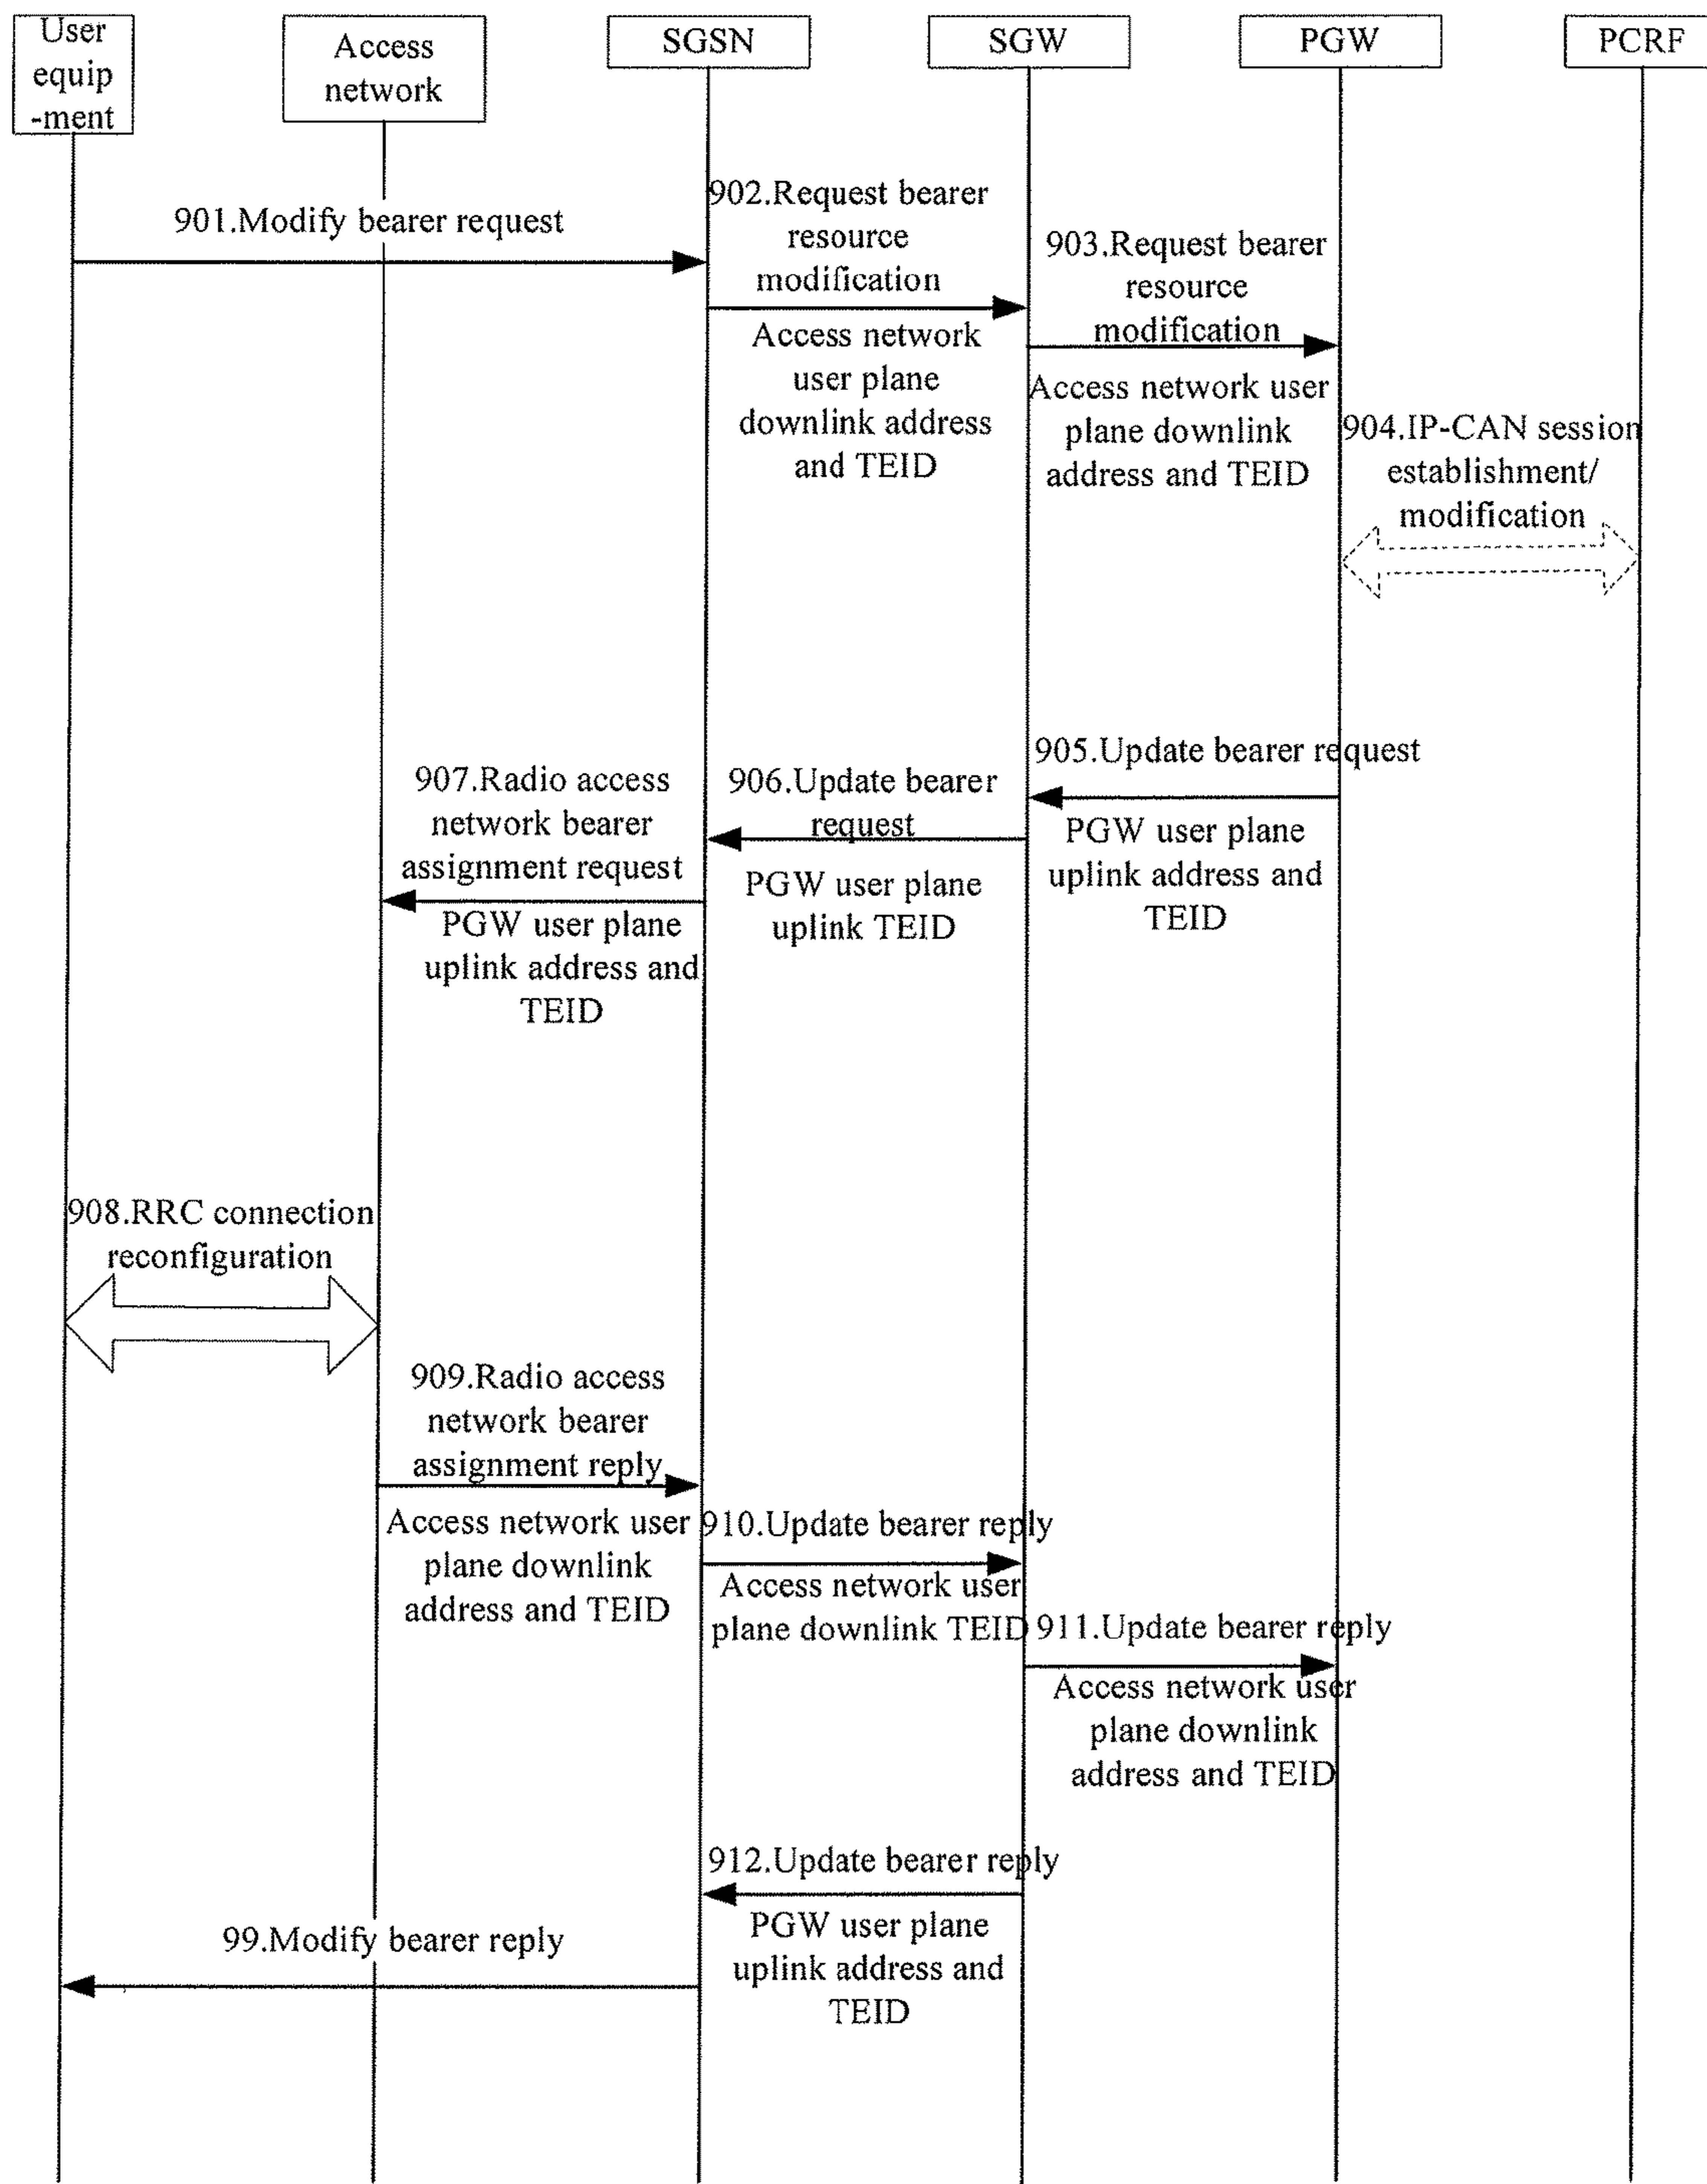 User
equip
-ment
Access
network
SGSN
SGW
PGW
PCRF
901.Modify bearer request
902.Request bearer
resource
modification
Access network
user plane
downlink address
and TEID
903.Request bearer
resource
modification
Access network user
plane downlink
address and TEID
904.IP-CAN session
establishment/
modification
905.Update bearer request
PGW user plane
uplink address and
TEID
906.Update bearer
request
PGW user plane
uplink TEID
907.Radio access
network bearer
assignment request
PGW user plane
uplink address and
TEID
908.RRC connection
reconfiguration
909.Radio access
network bearer
assignment reply
Access network user
plane downlink
address and TEID
910.Update bearer reply
Access network user
plane downlink TEID
911.Update bearer reply
Access network user
plane downlink
address and TEID
912.Update bearer reply
PGW user plane
uplink address and
TEID
99.Modify bearer reply